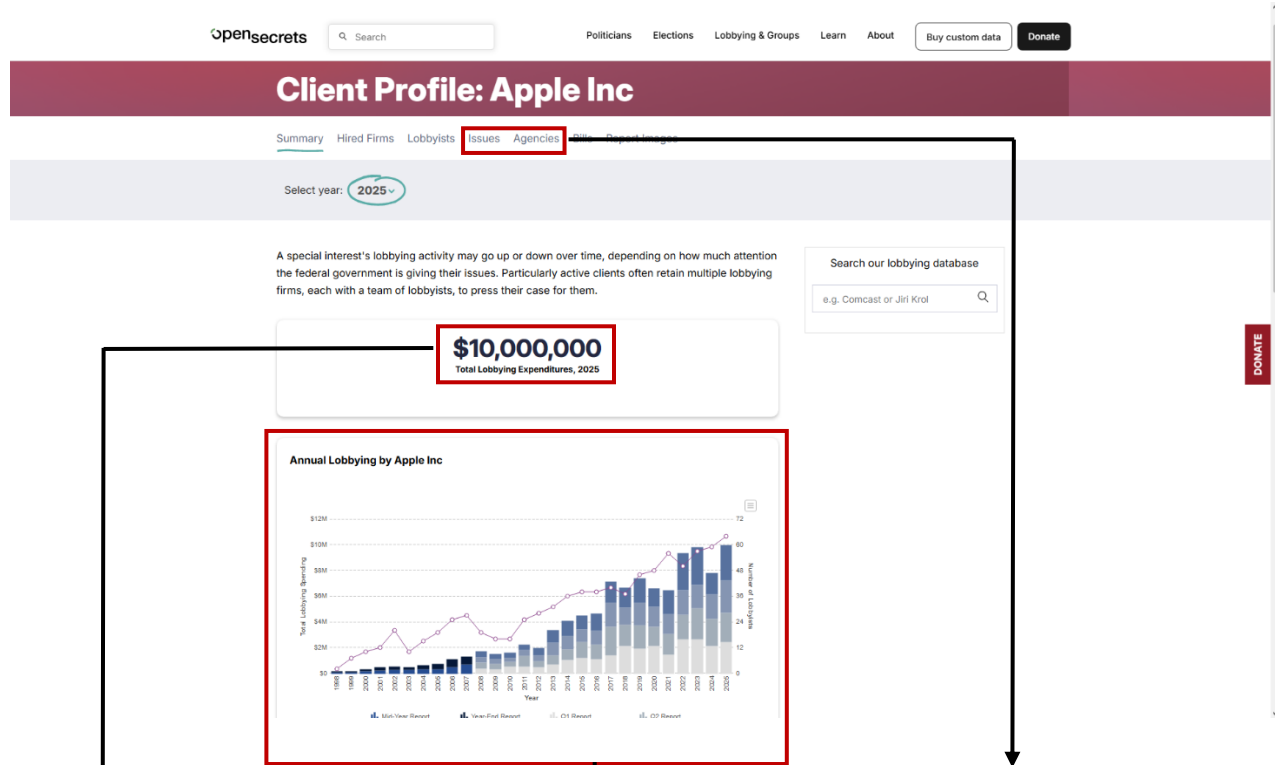 opensecrets
Search
Politicians Elections Lobbying & Groups Learn About Buy custom data Donate
Client Profile: Apple Inc
Summary Hired Firms Lobbyists Issues Agencies Bills Report Images
Select year: 2025
A special interest's lobbying activity may go up or down over time, depending on how much attention
the federal government is giving their issues. Particularly active clients often retain multiple lobbying
firms, each with a team of lobbyists, to press their case for them.
Search our lobbying database
e.g. Comcast or Jiri Krol
$10,000,000
Total Lobbying Expenditures, 2025
DONATE
Annual Lobbying by Apple Inc
$12M
$10M
$8M
$6M
$4M
$2M
$0
Total Lobbying Spending
72
60
48
36
24
12
0
Number of Lobbyists
1998 1999 2000 2001 2002 2003 2004 2005 2006 2007 2008 2009 2010 2011 2012 2013 2014 2015 2016 2017 2018 2019 2020 2021 2022 2023 2024 2025
Year
Mid-Year Report Year-End Report Q1 Report Q2 Report